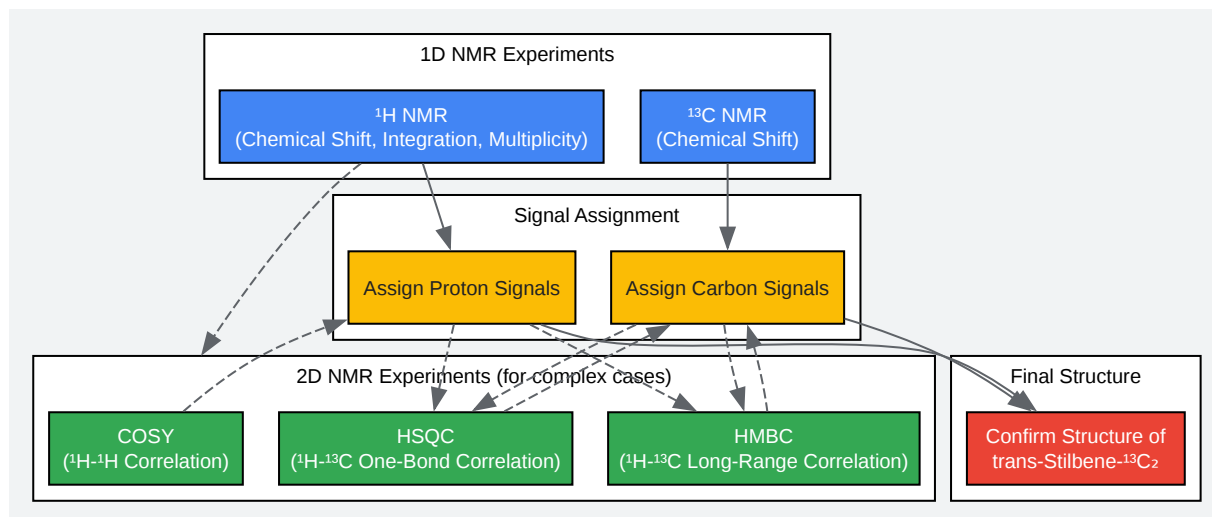 1D NMR Experiments
¹H NMR
(Chemical Shift, Integration, Multiplicity)
¹³C NMR
(Chemical Shift)
Signal Assignment
Assign Proton Signals
Assign Carbon Signals
2D NMR Experiments (for complex cases)
COSY
(¹H-¹H Correlation)
HSQC
(¹H-¹³C One-Bond Correlation)
HMBC
(¹H-¹³C Long-Range Correlation)
Final Structure
Confirm Structure of
trans-Stilbene-¹³C₂